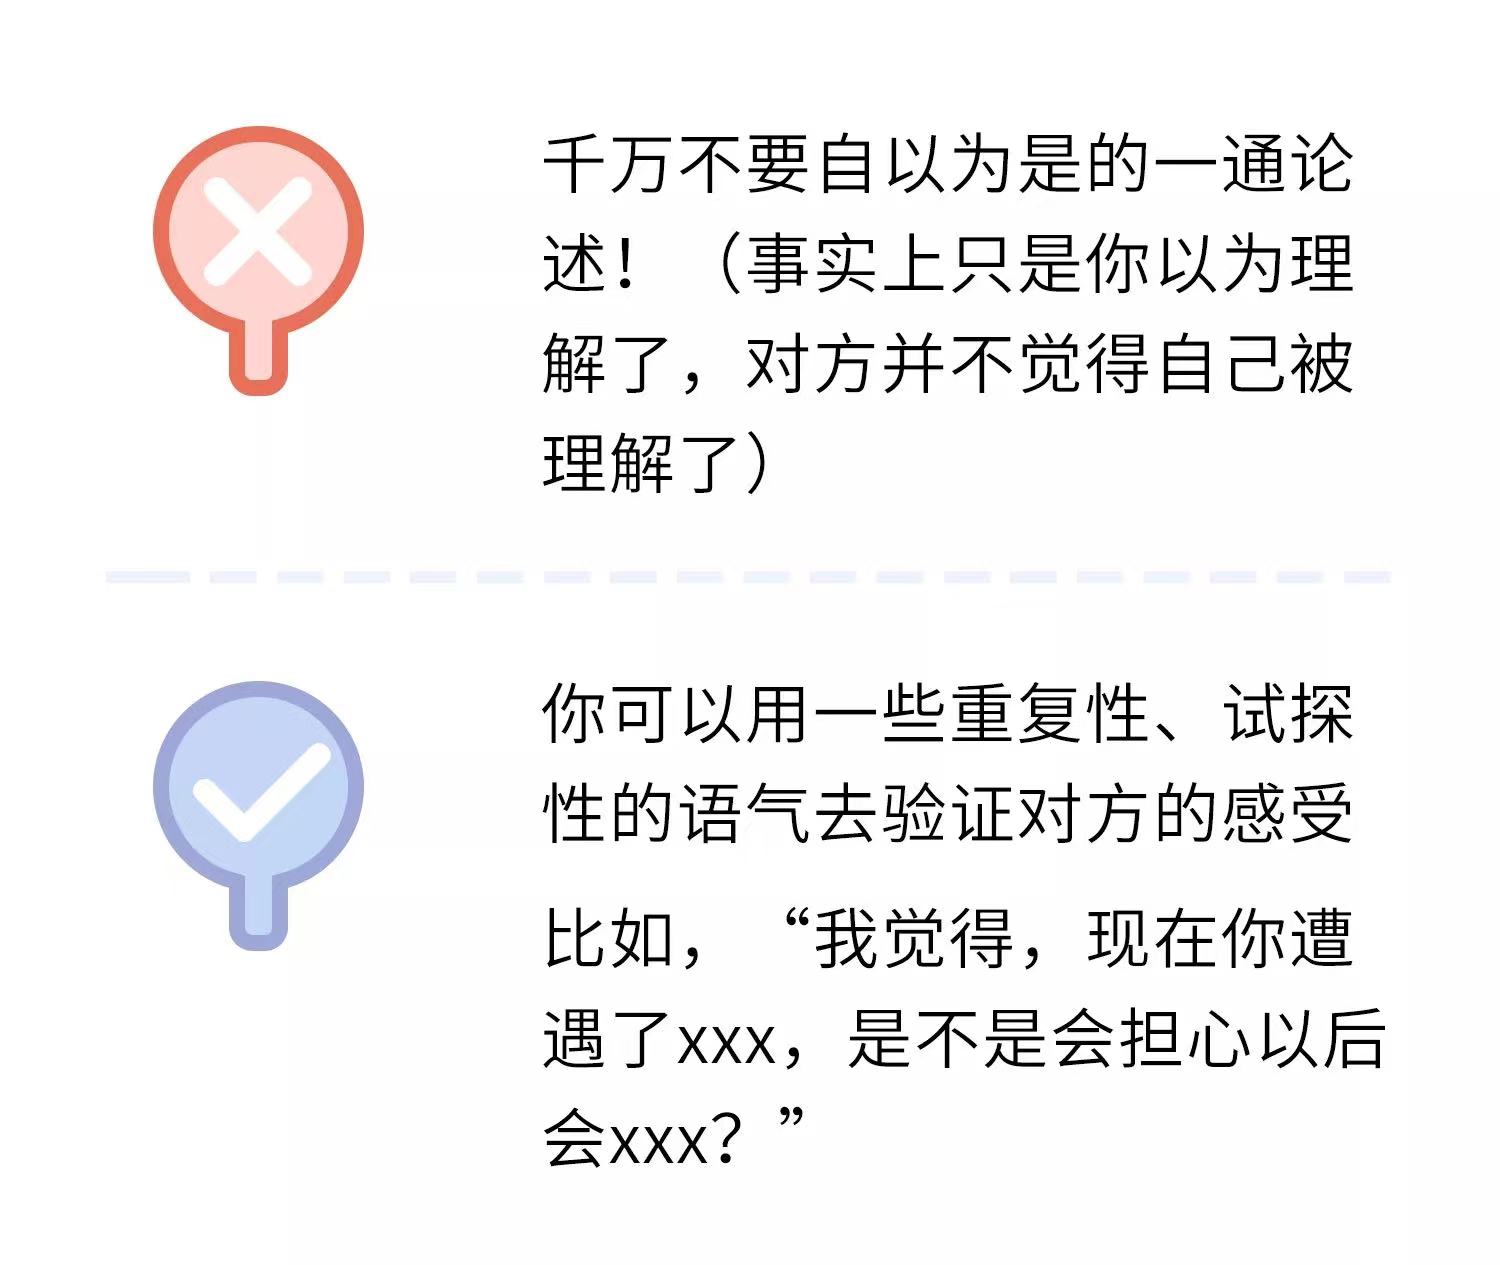 千万不要自以为是的一通论
述！（事实上只是你以为理
解了，对方并不觉得自己被
理解了）
你可以用一些重复性、试探
性的语气去验证对方的感受
比如，“我觉得，现在你遭
遇了xxx，是不是会担心以后
会xxx？”